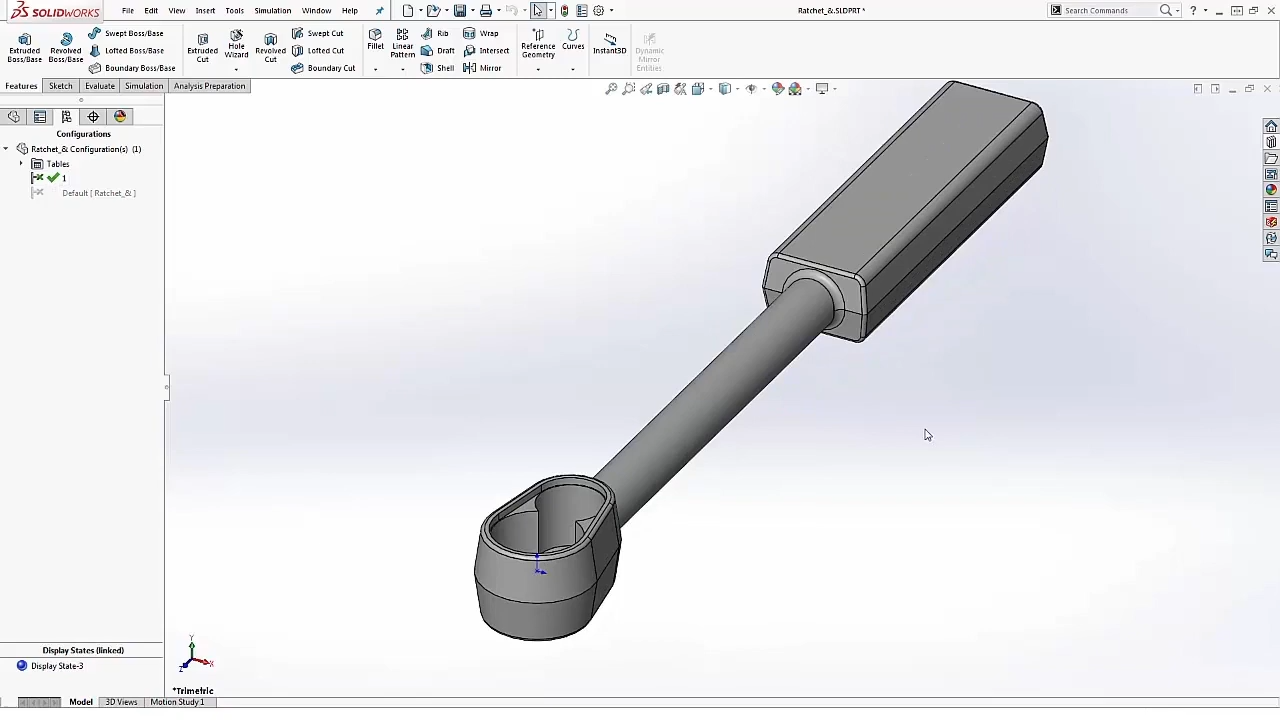 SOLIDWORKS File Edit View Insert Tools Simulation Window Help Ratchet_&.SLDPRT * Search Commands
Extruded Boss/Base
Revolved Boss/Base
Swept Boss/Base
Lofted Boss/Base
Boundary Boss/Base
Extruded Cut
Hole Wizard
Revolved Cut
Swept Cut
Lofted Cut
Boundary Cut
Fillet
Linear Pattern
Rib
Draft
Shell
Wrap
Intersect
Mirror
Reference Geometry
Curves
Instant3D
Dynamic Mirror Entities
Features Sketch Evaluate Simulation Analysis Preparation
Configurations
Ratchet_& Configuration(s) (1)
Tables
1
Default [ Ratchet_& ]
Display States (linked)
Display State-3
Y
X
Z
*Trimetric
Model 3D Views Motion Study 1